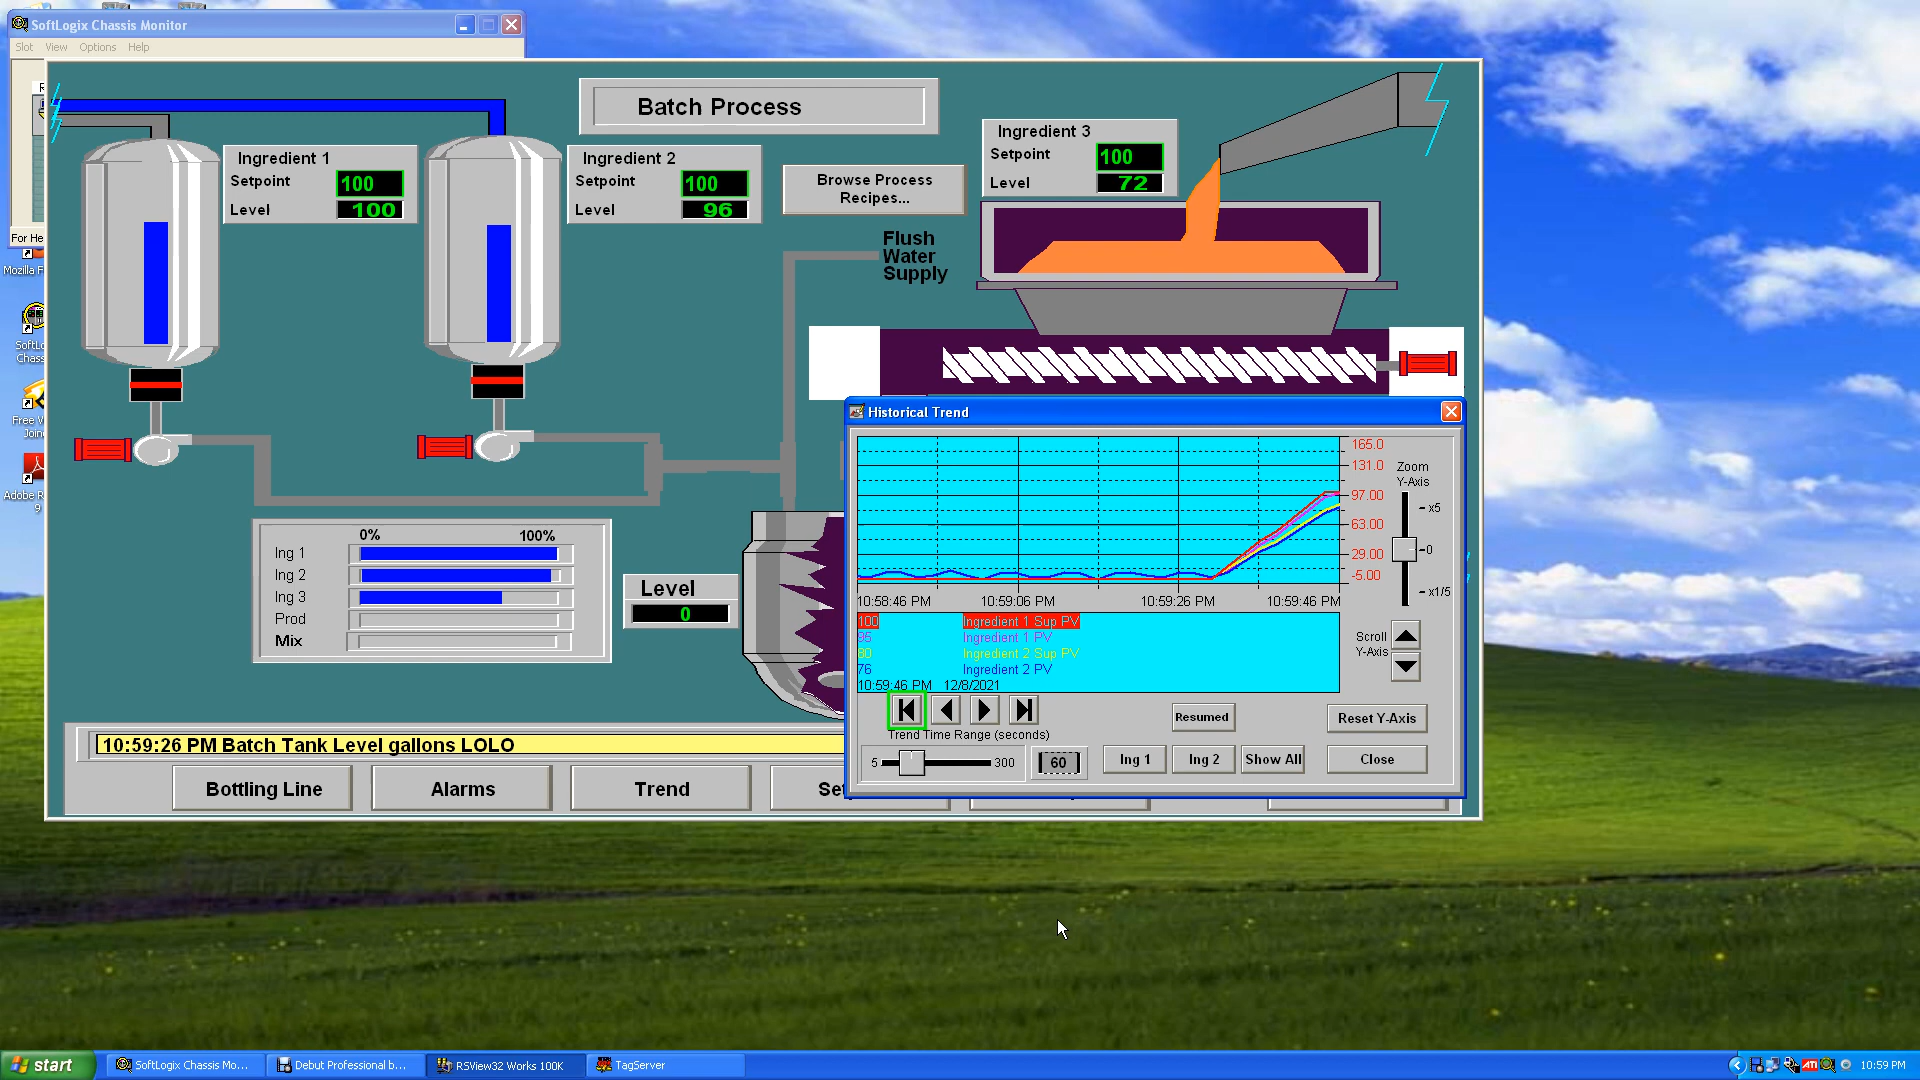 SoftLogix Chassis Monitor
Slot View Options Help
For He
Mozilla F
SoftLo
Chass
Adobe R
9
Batch Process
Ingredient 1
Setpoint 100
Level 100
Ingredient 2
Setpoint 100
Level 96
Browse Process
Recipes...
Ingredient 3
Setpoint 100
Level 72
Flush
Water
Supply
0% 100%
Ing 1
Ing 2
Ing 3
Prod
Mix
Level
0
10:59:26 PM Batch Tank Level gallons LOLO
Bottling Line Alarms Trend Se
Historical Trend
165.0
131.0
97.00
63.00
29.00
-5.00
10:58:46 PM 10:59:06 PM 10:59:26 PM 10:59:46 PM
Zoom
Y-Axis
x5
0
x1/5
100 Ingredient 1 Sup PV
96 Ingredient 1 PV
80 Ingredient 2 Sup PV
76 Ingredient 2 PV
10:59:46 PM 12/8/2021
Scroll
Y-Axis
Resumed
Reset Y-Axis
Trend Time Range (seconds)
5 300 60
Ing 1 Ing 2 Show All Close
start
SoftLogix Chassis Mo...
Debut Professional b...
RSView32 Works 100K
TagServer
ATI
10:59 PM